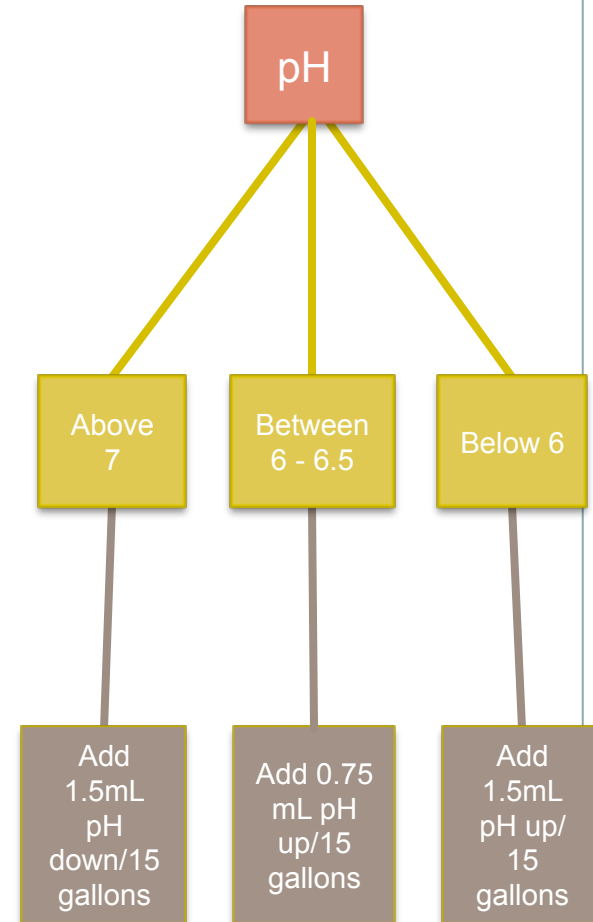 pH
Above
7
Between
6 - 6.5
Below 6
Add
1.5mL
pH
down/15
gallons
Add 0.75
mL pH
up/15
gallons
Add
1.5mL
pH up/
15
gallons